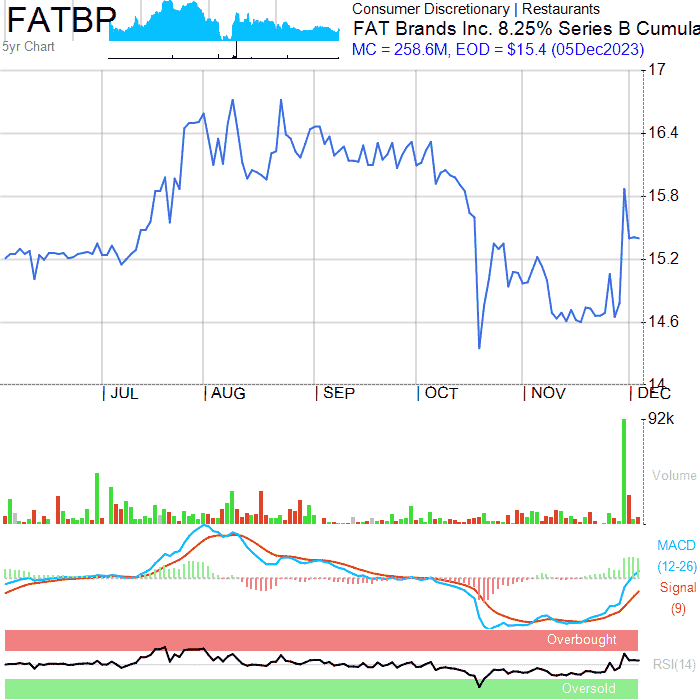 FATBP
5yr Chart
Consumer Discretionary | Restaurants
FAT Brands Inc. 8.25% Series B Cumula
MC = 258.6M, EOD = $15.4 (05Dec2023)
17
16.4
15.8
15.2
14.6
14
| JUL | AUG | SEP | OCT | NOV | DEC
92k
Volume
MACD
(12-26)
Signal
(9)
Overbought
RSI(14)
Oversold